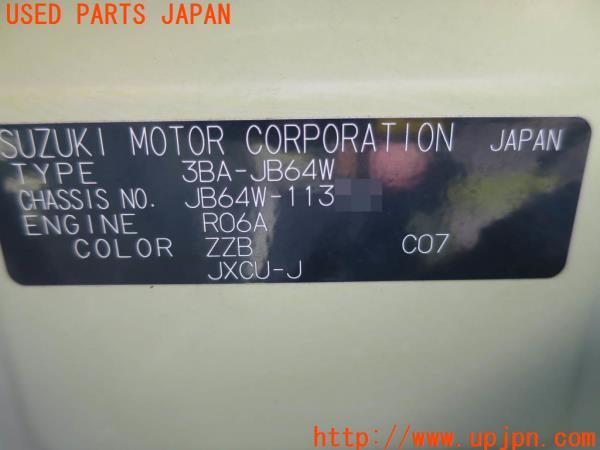 USED PARTS JAPAN
SUZUKI MOTOR CORPORATION JAPAN
TYPE 3BA-JB64W
CHASSIS NO. JB64W-113
ENGINE R06A
COLOR ZZB C07
JXCU-J
http://www.upjpn.com/